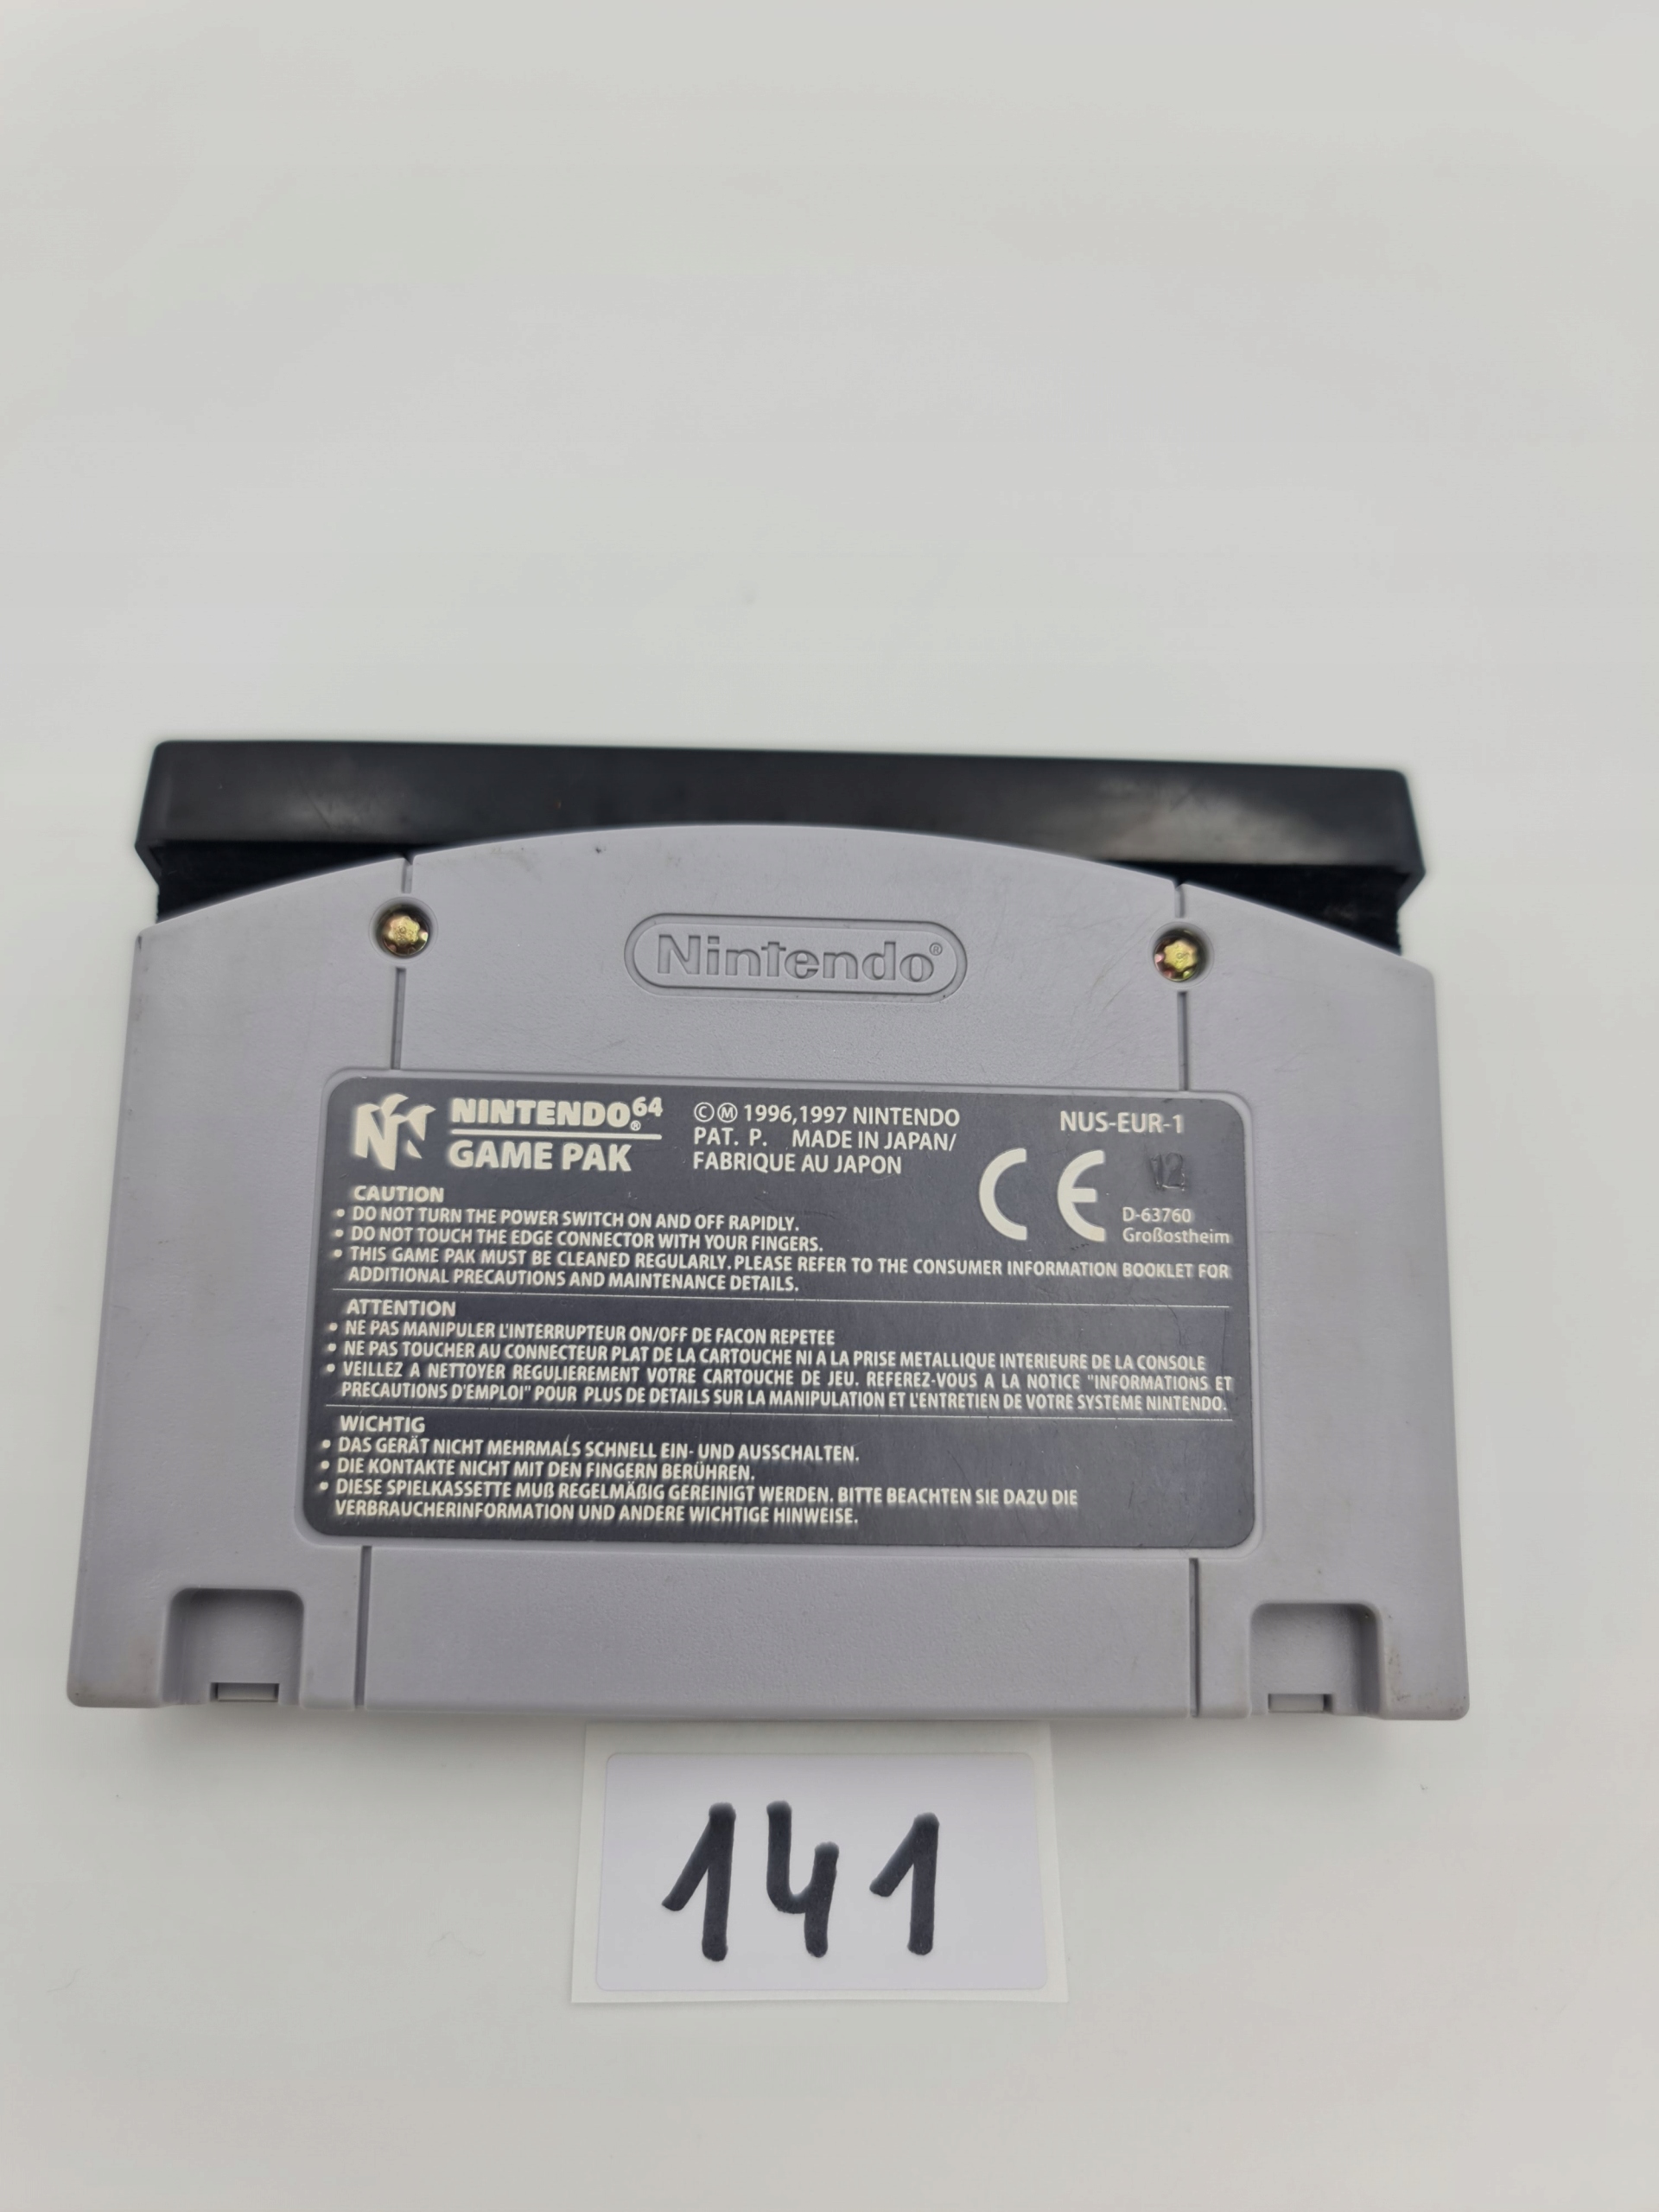 Nintendo®
NINTENDO64®
GAME PAK
©Ⓜ 1996,1997 NINTENDO
PAT. P. MADE IN JAPAN/
FABRIQUE AU JAPON
NUS-EUR-1
CE
12
D-63760
Großostheim
CAUTION
• DO NOT TURN THE POWER SWITCH ON AND OFF RAPIDLY.
• DO NOT TOUCH THE EDGE CONNECTOR WITH YOUR FINGERS.
• THIS GAME PAK MUST BE CLEANED REGULARLY. PLEASE REFER TO THE CONSUMER INFORMATION BOOKLET FOR
ADDITIONAL PRECAUTIONS AND MAINTENANCE DETAILS.
ATTENTION
• NE PAS MANIPULER L'INTERRUPTEUR ON/OFF DE FACON REPETEE
• NE PAS TOUCHER AU CONNECTEUR PLAT DE LA CARTOUCHE NI A LA PRISE METALLIQUE INTERIEURE DE LA CONSOLE
• VEILLEZ A NETTOYER REGULIEREMENT VOTRE CARTOUCHE DE JEU. REFEREZ-VOUS A LA NOTICE "INFORMATIONS ET
PRECAUTIONS D'EMPLOI" POUR PLUS DE DETAILS SUR LA MANIPULATION ET L'ENTRETIEN DE VOTRE SYSTEME NINTENDO.
WICHTIG
• DAS GERÄT NICHT MEHRMALS SCHNELL EIN- UND AUSSCHALTEN.
• DIE KONTAKTE NICHT MIT DEN FINGERN BERÜHREN.
• DIESE SPIELKASSETTE MUß REGELMÄßIG GEREINIGT WERDEN. BITTE BEACHTEN SIE DAZU DIE
VERBRAUCHERINFORMATION UND ANDERE WICHTIGE HINWEISE.
141